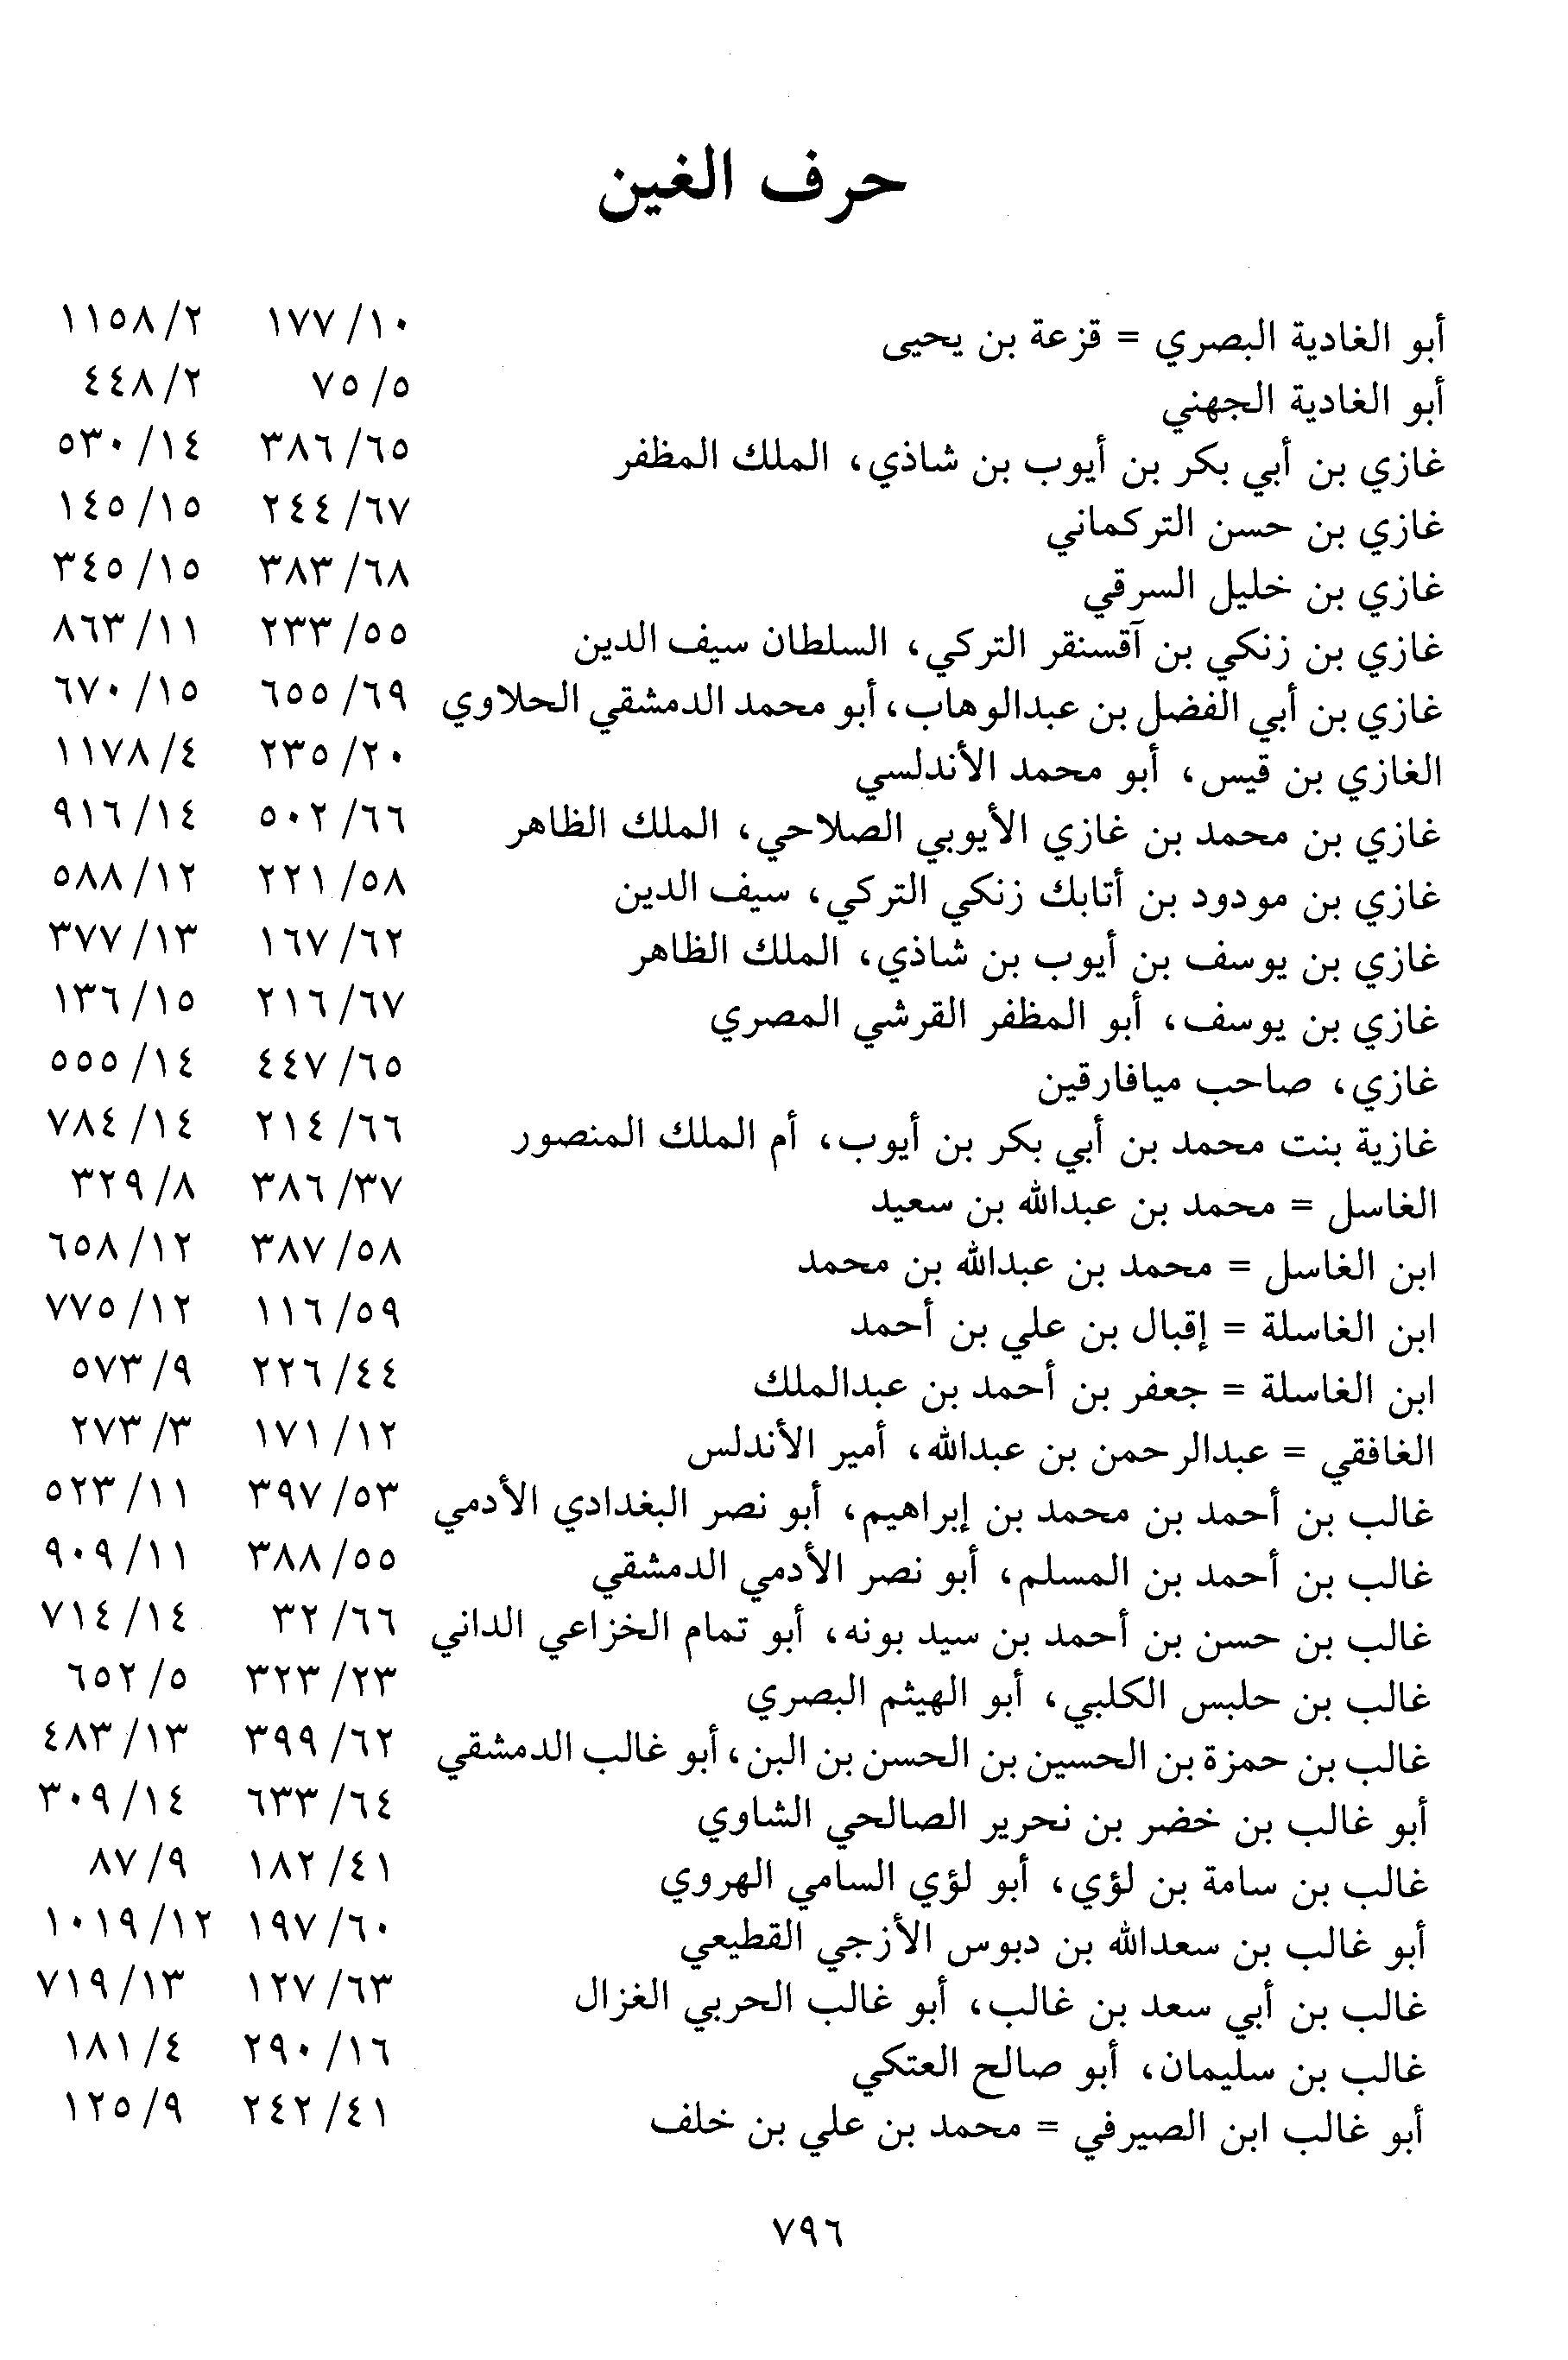 حرف الغين
أبو الغادية البصري = قزعة بن يحيى ١٠/ ١٧٧ ٢/ ١١٥٨
أبو الغادية الجهني ٥/ ٧٥ ٢/ ٤٤٨
غازي بن أبي بكر بن أيوب بن شاذي، الملك المظفر ٦٥/ ٣٨٦ ١٤/ ٥٣٠
غازي بن حسن التركماني ٦٧/ ٢٤٤ ١٥/ ١٤٥
غازي بن خليل السرقي ٦٨/ ٣٨٣ ١٥/ ٣٤٥
غازي بن زنكي بن آقسنقر التركي، السلطان سيف الدين ٥٥/ ٢٣٣ ١١/ ٨٦٣
غازي بن أبي الفضل بن عبدالوهاب، أبو محمد الدمشقي الحلاوي ٦٩/ ٦٥٥ ١٥/ ٦٧٠
الغازي بن قيس، أبو محمد الأندلسي ٢٠/ ٢٣٥ ٤/ ١١٧٨
غازي بن محمد بن غازي الأيوبي الصلاحي، الملك الظاهر ٦٦/ ٥٠٢ ١٤/ ٩١٦
غازي بن مودود بن أتابك زنكي التركي، سيف الدين ٥٨/ ٢٢١ ١٢/ ٥٨٨
غازي بن يوسف بن أيوب بن شاذي، الملك الظاهر ٦٢/ ١٦٧ ١٣/ ٣٧٧
غازي بن يوسف، أبو المظفر القرشي المصري ٦٧/ ٢١٦ ١٥/ ١٣٦
غازي، صاحب ميافارقين ٦٥/ ٤٤٧ ١٤/ ٥٥٥
غازية بنت محمد بن أبي بكر بن أيوب، أم الملك المنصور ٦٦/ ٢١٤ ١٤/ ٧٨٤
الغاسل = محمد بن عبدالله بن سعيد ٣٧/ ٣٨٦ ٨/ ٣٢٩
ابن الغاسل = محمد بن عبدالله بن محمد ٥٨/ ٣٨٧ ١٢/ ٦٥٨
ابن الغاسلة = إقبال بن علي بن أحمد ٥٩/ ١١٦ ١٢/ ٧٧٥
ابن الغاسلة = جعفر بن أحمد بن عبدالملك ٤٤/ ٢٢٦ ٩/ ٥٧٣
الغافقي = عبدالرحمن بن عبدالله، أمير الأندلس ١٢/ ١٧١ ٣/ ٢٧٣
غالب بن أحمد بن محمد بن إبراهيم، أبو نصر البغدادي الأدمي ٥٣/ ٣٩٧ ١١/ ٥٢٣
غالب بن أحمد بن المسلم، أبو نصر الأدمي الدمشقي ٥٥/ ٣٨٨ ١١/ ٩٠٩
غالب بن حسن بن أحمد بن سيد بونه، أبو تمام الخزاعي الداني ٦٦/ ٣٢ ١٤/ ٧١٤
غالب بن حلبس الكلبي، أبو الهيثم البصري ٢٣/ ٣٢٣ ٥/ ٦٥٢
غالب بن حمزة بن الحسين بن الحسن بن البن، أبو غالب الدمشقي ٦٢/ ٣٩٩ ١٣/ ٤٨٣
أبو غالب بن خضر بن نحرير الصالحي الشاوي ٦٤/ ٦٣٣ ١٤/ ٣٠٩
غالب بن سامة بن لؤي، أبو لؤي السامي الهروي ٤١/ ١٨٢ ٩/ ٨٧
أبو غالب بن سعدالله بن دبوس الأزجي القطيعي ٦٠/ ١٩٧ ١٢/ ١٠١٩
غالب بن أبي سعد بن غالب، أبو غالب الحربي الغزال ٦٣/ ١٢٧ ١٣/ ٧١٩
غالب بن سليمان، أبو صالح العتكي ١٦/ ٢٩٠ ٤/ ١٨١
أبو غالب ابن الصيرفي = محمد بن علي بن خلف ٤١/ ٢٤٢ ٩/ ١٢٥
٧٩٦